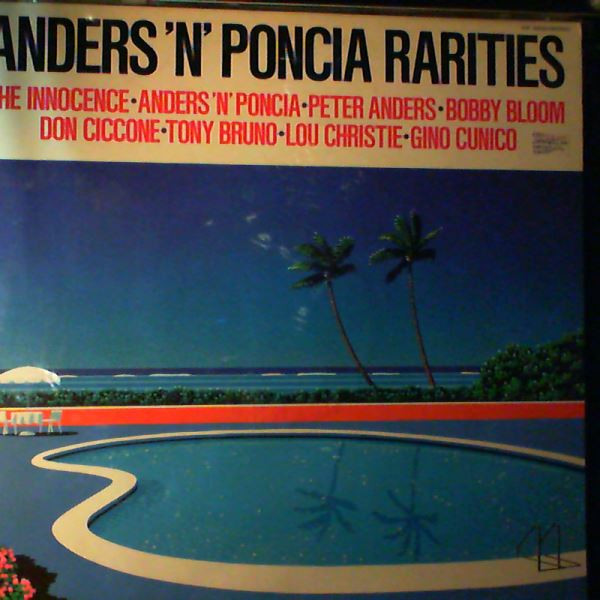 ANDERS 'N' PONCIA RARITIES
HE INNOCENCE•ANDERS 'N' PONCIA•PETER ANDERS•BOBBY BLOOM
DON CICCONE•TONY BRUNO•LOU CHRISTIE•GINO CUNICO